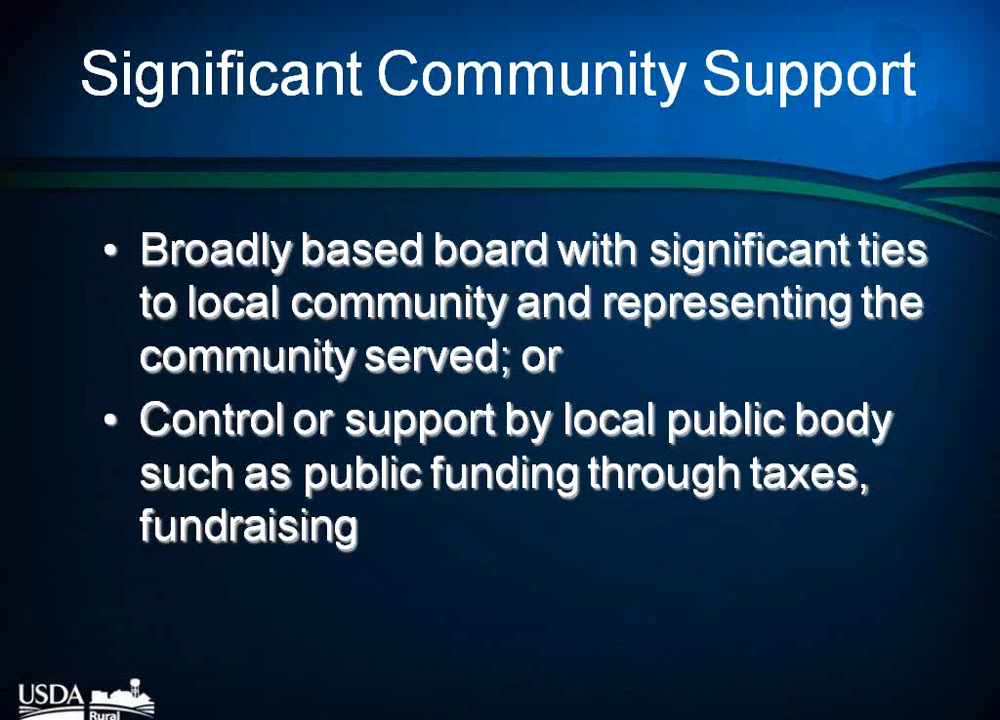 Significant Community Support
• Broadly based board with significant ties
to local community and representing the
community served; or
• Control or support by local public body
such as public funding through taxes,
fundraising
USDA
Rural